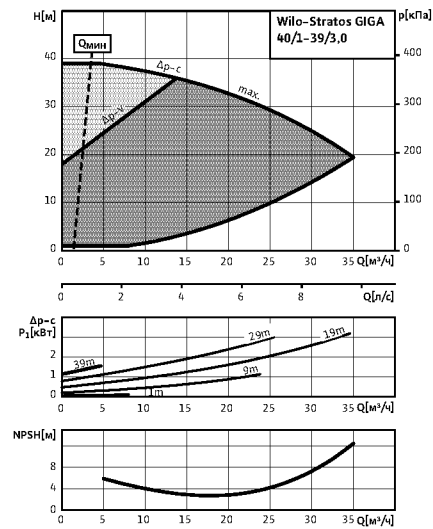 H[м]
p[кПа]
Wilo-Stratos GIGA
40/1-39/3,0
Qмин
Δp-c
max.
Δp-v
40
30
20
10
0
400
300
200
100
0
0 5 10 15 20 25 30 35 Q[м³/ч]
0 2 4 6 8 Q[л/с]
Δp-c
P₁[кВт]
39m
29m
19m
9m
1m
2
1
0
0 5 10 15 20 25 30 35 Q[м³/ч]
NPSH[м]
12
8
4
0 5 10 15 20 25 30 35 Q[м³/ч]